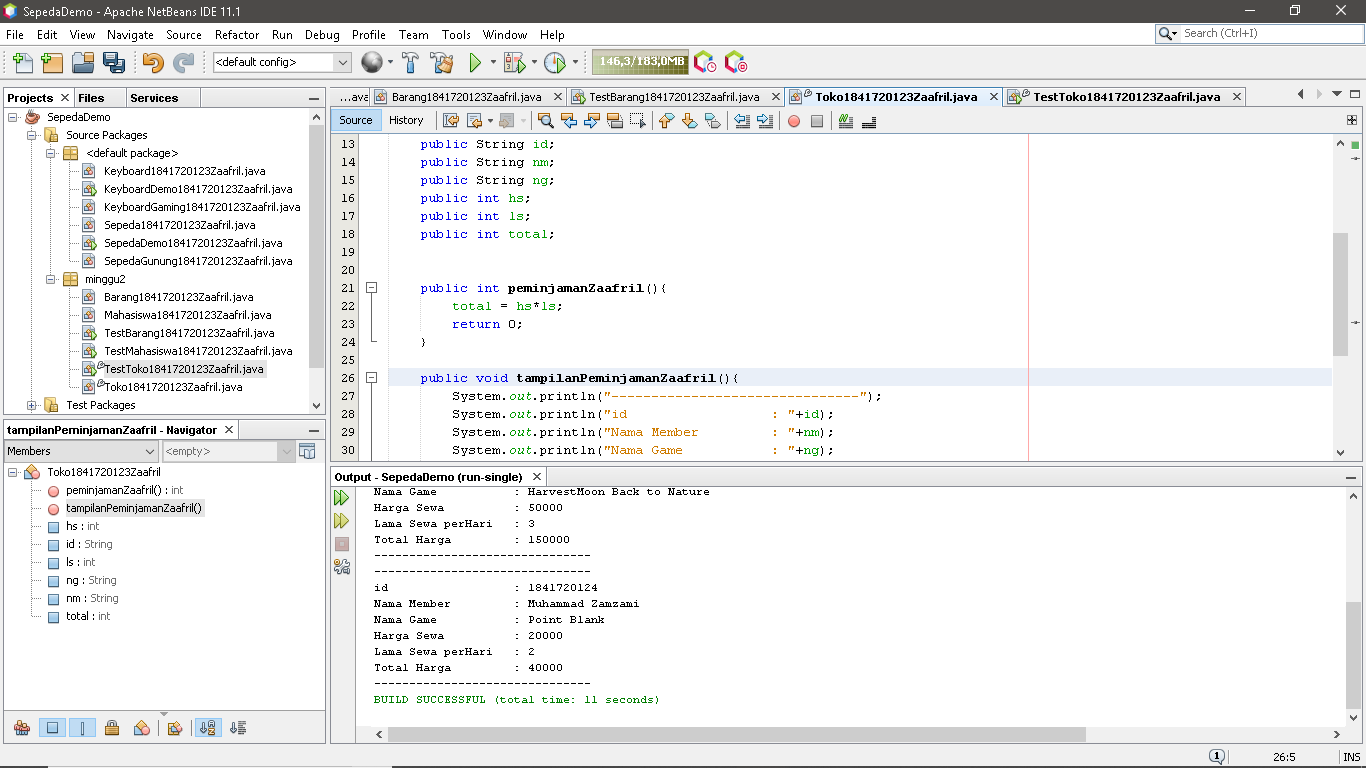 SepedaDemo - Apache NetBeans IDE 11.1
File Edit View Navigate Source Refactor Run Debug Profile Team Tools Window Help
Search (Ctrl+I)
<default config>
146,3/183,0MB
Projects Files Services
SepedaDemo
Source Packages
<default package>
Keyboard1841720123Zaafril.java
KeyboardDemo1841720123Zaafril.java
KeyboardGaming1841720123Zaafril.java
Sepeda1841720123Zaafril.java
SepedaDemo1841720123Zaafril.java
SepedaGunung1841720123Zaafril.java
minggu2
Barang1841720123Zaafril.java
Mahasiswa1841720123Zaafril.java
TestBarang1841720123Zaafril.java
TestMahasiswa1841720123Zaafril.java
TestToko1841720123Zaafril.java
Toko1841720123Zaafril.java
Test Packages
tampilanPeminjamanZaafril - Navigator
Members <empty>
Toko1841720123Zaafril
peminjamanZaafril() : int
tampilanPeminjamanZaafril()
hs : int
id : String
ls : int
ng : String
nm : String
total : int
...ava Barang1841720123Zaafril.java TestBarang1841720123Zaafril.java Toko1841720123Zaafril.java TestToko1841720123Zaafril.java
Source History
13 public String id;
14 public String nm;
15 public String ng;
16 public int hs;
17 public int ls;
18 public int total;
19
20
21 public int peminjamanZaafril(){
22 total = hs*ls;
23 return 0;
24 }
25
26 public void tampilanPeminjamanZaafril(){
27 System.out.println("-------------------------------");
28 System.out.println("id : "+id);
29 System.out.println("Nama Member : "+nm);
30 System.out.println("Nama Game : "+ng);
Output - SepedaDemo (run-single)
Nama Game : HarvestMoon Back to Nature
Harga Sewa : 50000
Lama Sewa perHari : 3
Total Harga : 150000
-------------------------------
-------------------------------
id : 1841720124
Nama Member : Muhammad Zamzami
Nama Game : Point Blank
Harga Sewa : 20000
Lama Sewa perHari : 2
Total Harga : 40000
-------------------------------
BUILD SUCCESSFUL (total time: 11 seconds)
1 26:5 INS